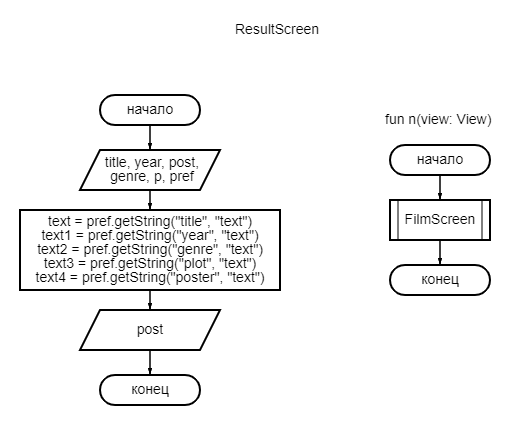 ResultScreen
начало
title, year, post,
genre, p, pref
text = pref.getString("title", "text")
text1 = pref.getString("year", "text")
text2 = pref.getString("genre", "text")
text3 = pref.getString("plot", "text")
text4 = pref.getString("poster", "text")
post
конец
fun n(view: View)
начало
FilmScreen
конец